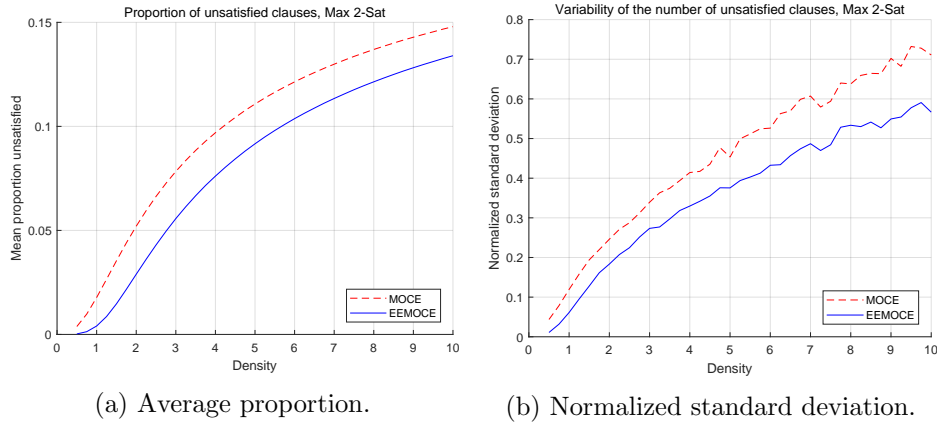 Proportion of unsatisfied clauses, Max 2-Sat
Mean proportion unsatisfied
0.15
0.1
0.05
0
0 1 2 3 4 5 6 7 8 9 10
Density
MOCE
EEMOCE
(a) Average proportion.
Variability of the number of unsatisfied clauses, Max 2-Sat
Normalized standard deviation
0.8
0.7
0.6
0.5
0.4
0.3
0.2
0.1
0
0 1 2 3 4 5 6 7 8 9 10
Density
MOCE
EEMOCE
(b) Normalized standard deviation.